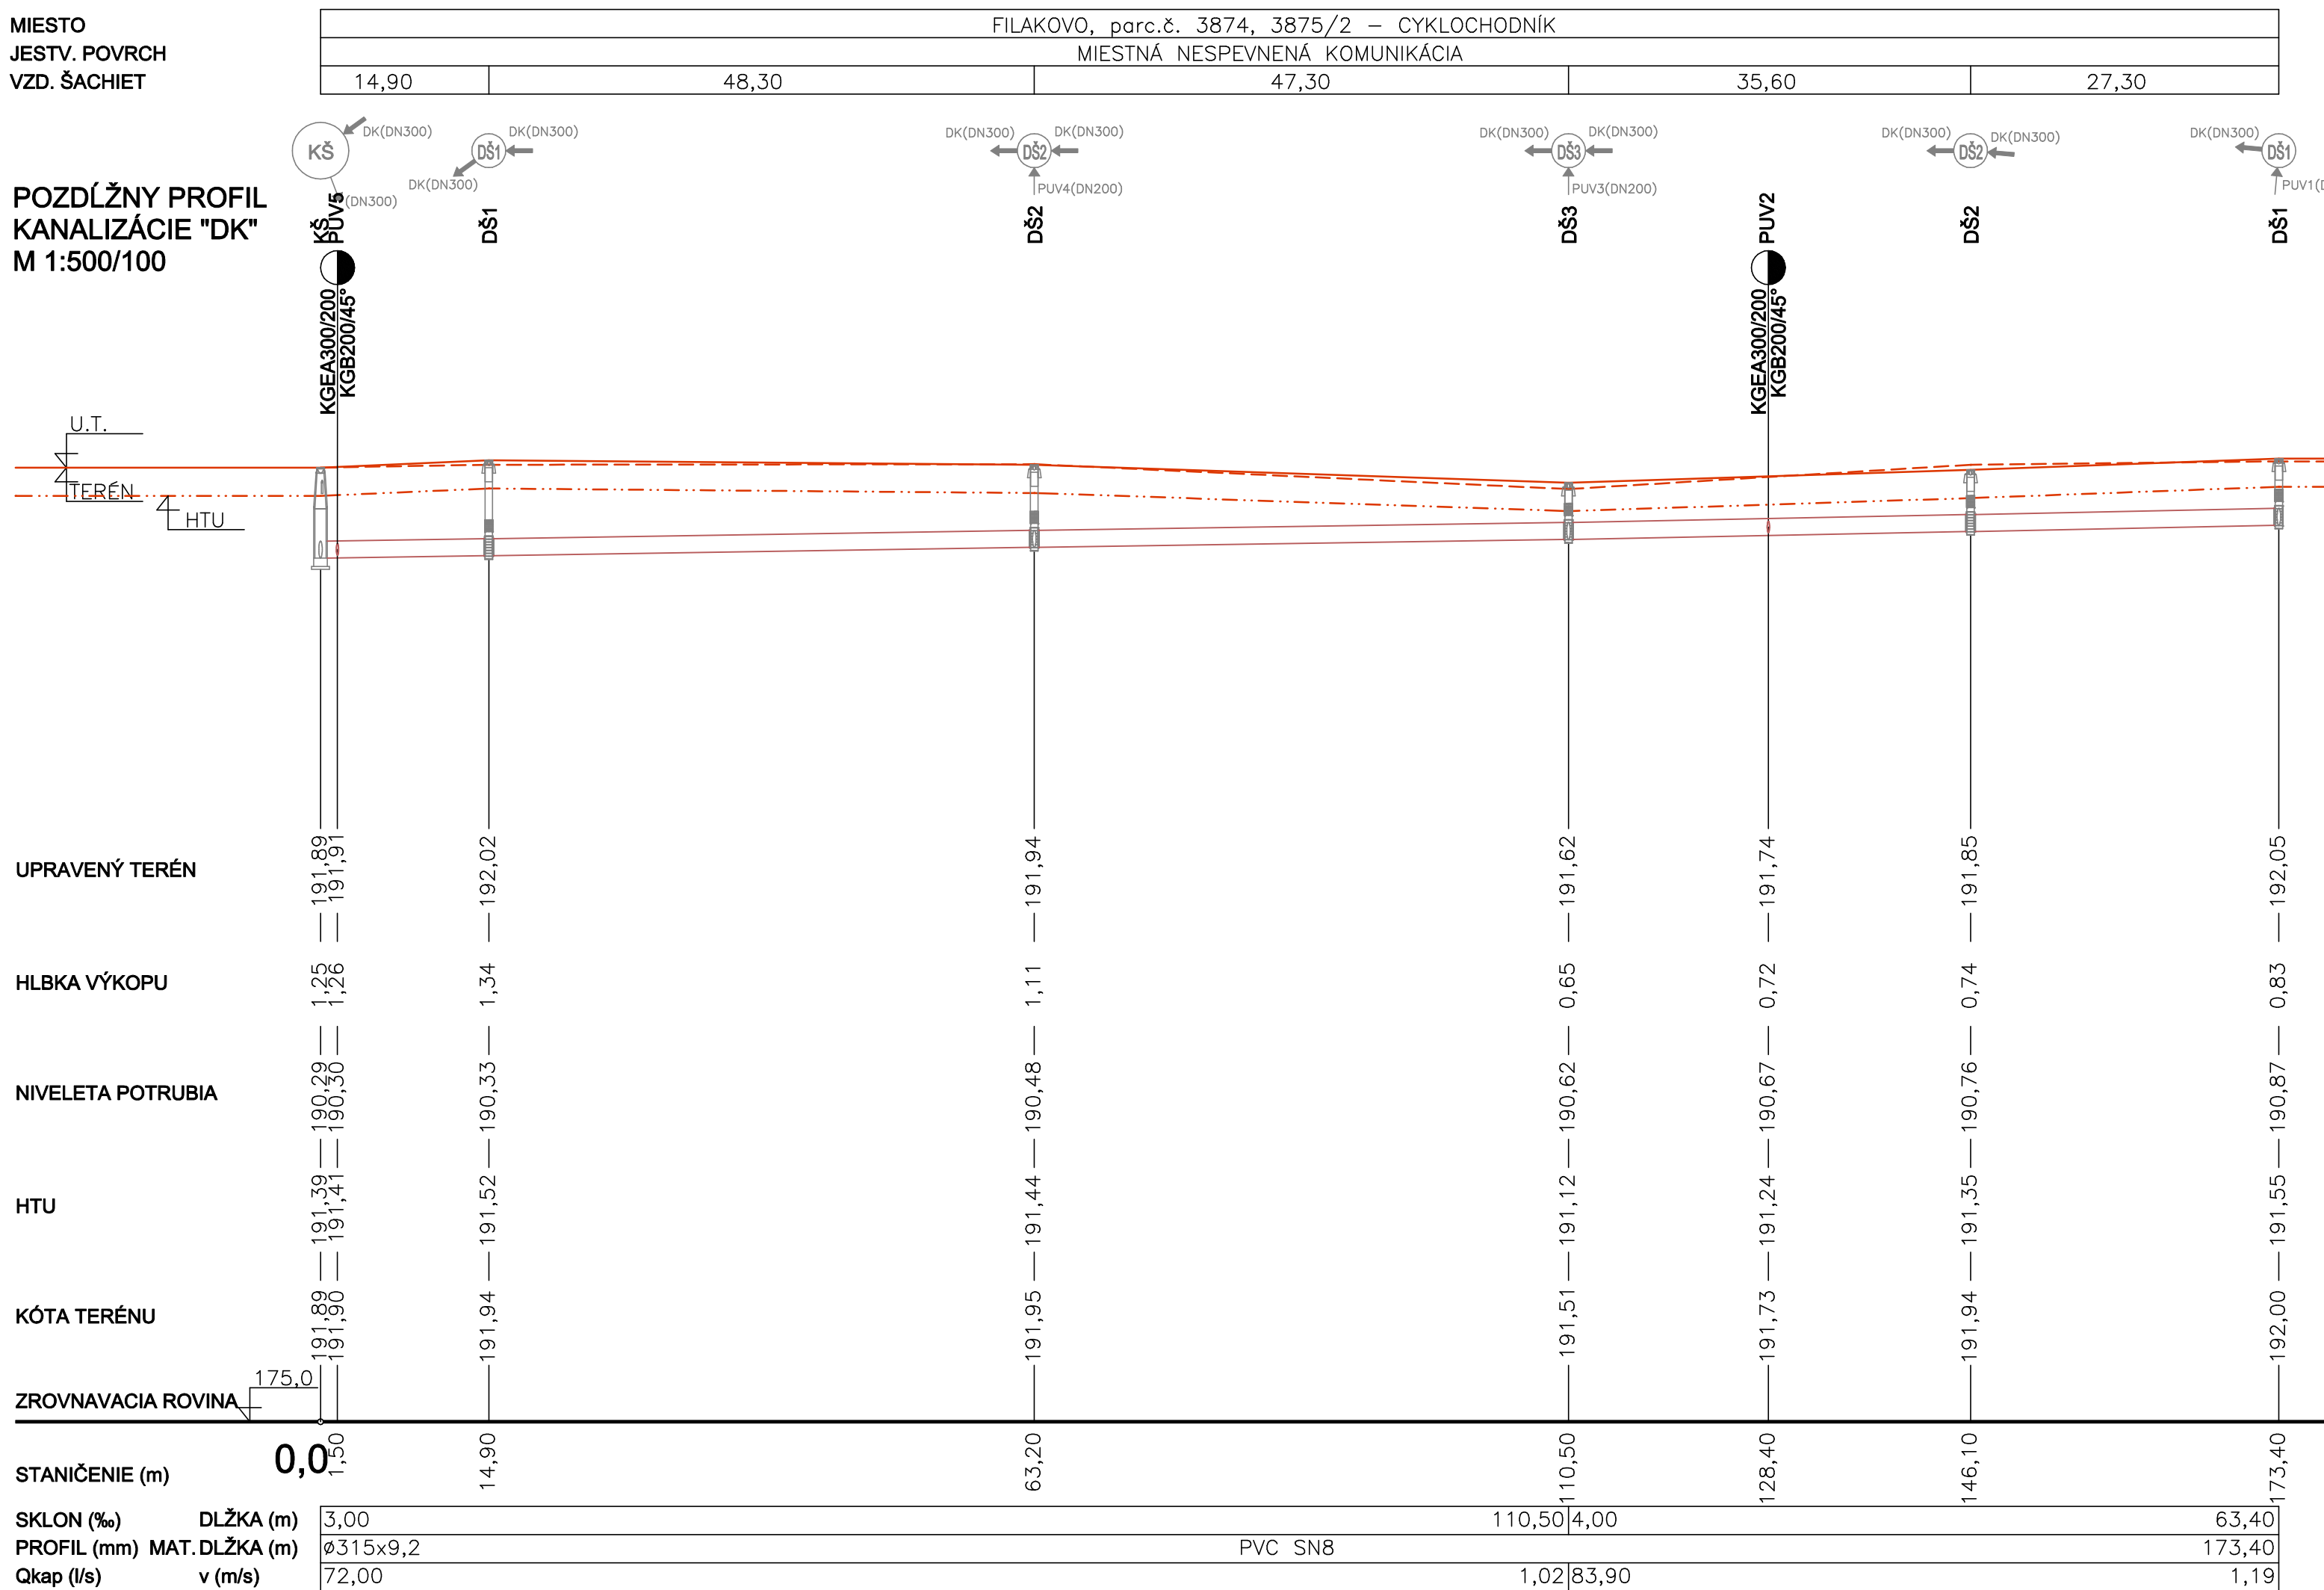 MIESTO FILAKOVO, parc.č. 3874, 3875/2 – CYKLOCHODNÍK
JESTV. POVRCH MIESTNÁ NESPEVNENÁ KOMUNIKÁCIA
VZD. ŠACHIET 14,90 48,30 47,30 35,60 27,30
DK(DN300) DK(DN300) DK(DN300) DK(DN300) DK(DN300) DK(DN300) DK(DN300) DK(DN300) DK(DN300)
KŠ DŠ1 DŠ2 DŠ3 DŠ2 DŠ1
DK(DN300) PUV4(DN200) PUV3(DN200) PUV1(D
(DN300)
POZDĹŽNY PROFIL
KANALIZÁCIE "DK"
M 1:500/100
KŠ PUV5 DŠ1 DŠ2 DŠ3 PUV2 DŠ2 DŠ1
KGEA300/200 KGB200/45° KGEA300/200 KGB200/45°
U.T.
TERÉN
HTU
UPRAVENÝ TERÉN 191,89 191,91 192,02 191,94 191,62 191,74 191,85 192,05
HLBKA VÝKOPU 1,25 1,26 1,34 1,11 0,65 0,72 0,74 0,83
NIVELETA POTRUBIA 190,29 190,30 190,33 190,48 190,62 190,67 190,76 190,87
HTU 191,39 191,41 191,52 191,44 191,12 191,24 191,35 191,55
KÓTA TERÉNU 191,89 191,90 191,94 191,95 191,51 191,73 191,94 192,00
175,0
ZROVNAVACIA ROVINA
STANIČENIE (m) 0,0 1,50 14,90 63,20 110,50 128,40 146,10 173,40
SKLON (‰) DLŽKA (m) 3,00 110,50 4,00 63,40
PROFIL (mm) MAT. DLŽKA (m) ø315x9,2 PVC SN8 173,40
Qkap (l/s) v (m/s) 72,00 1,02 83,90 1,19